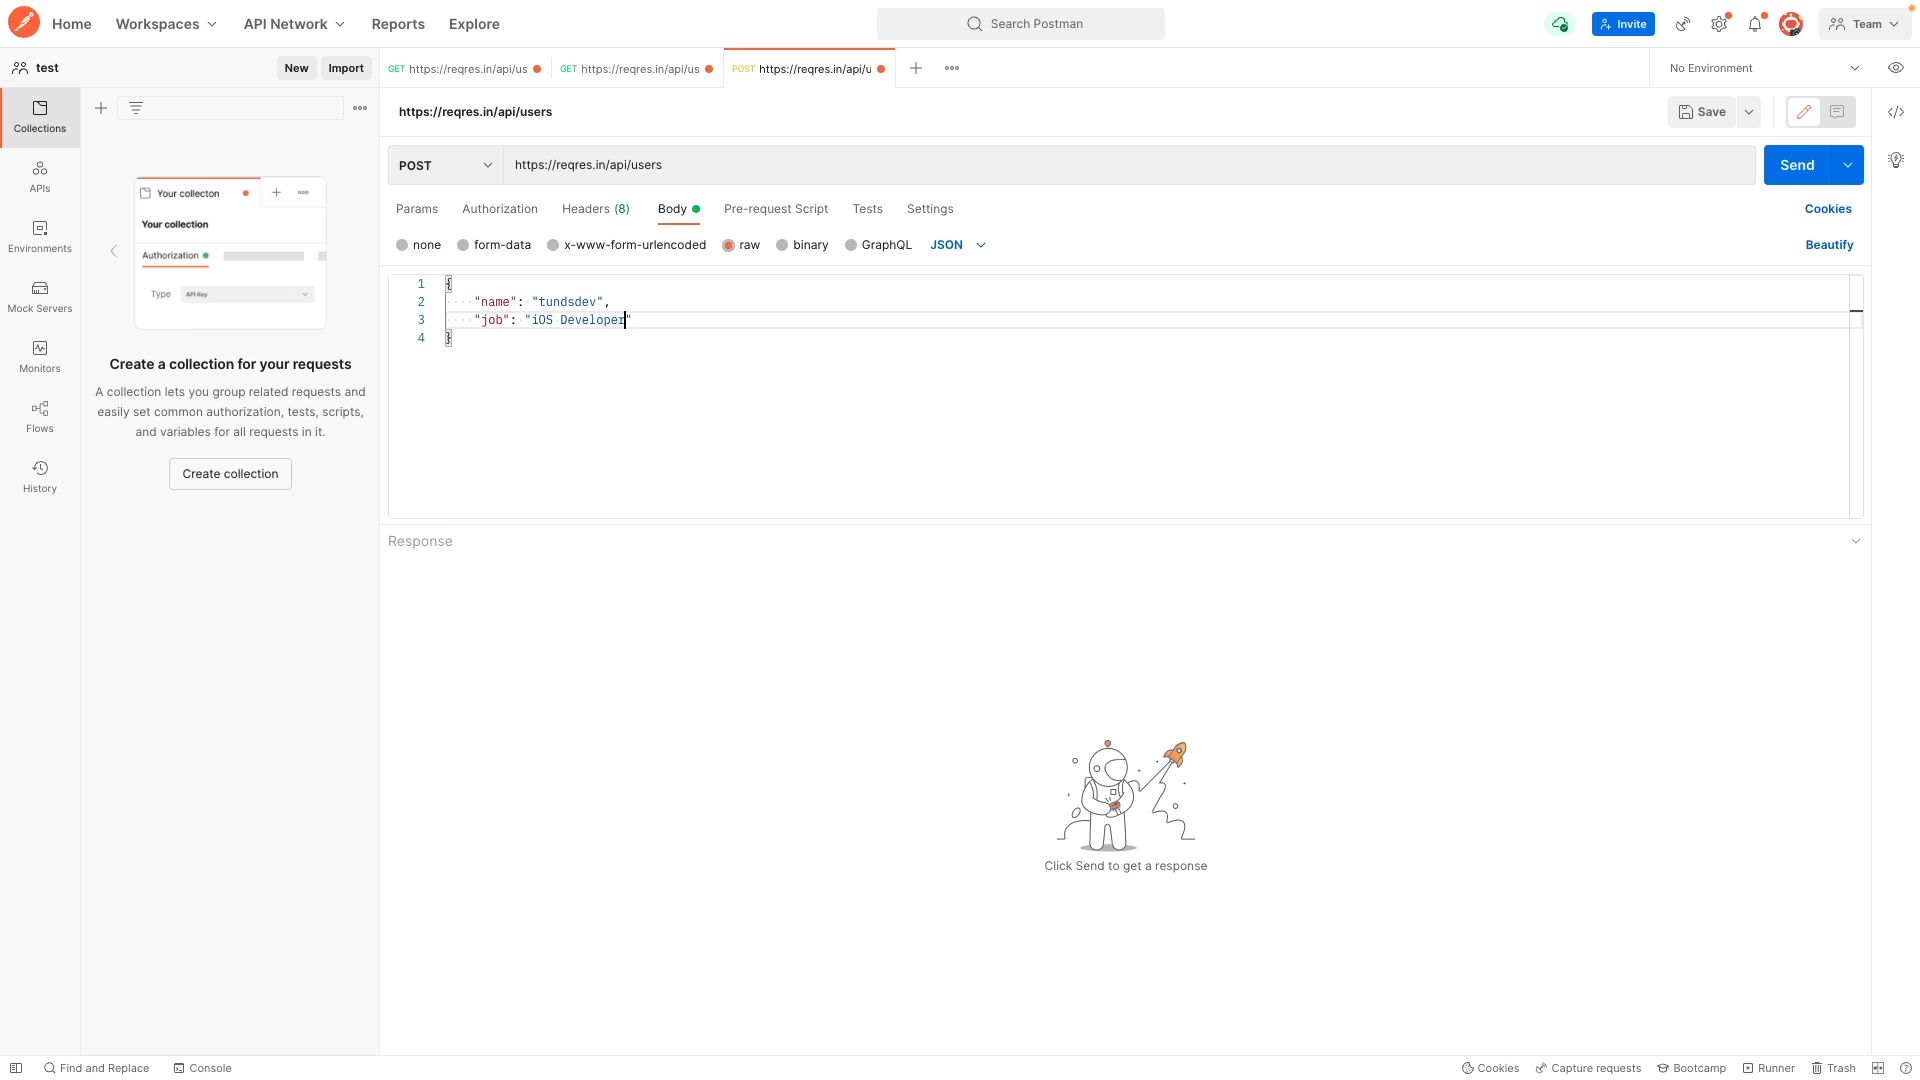 Home Workspaces API Network Reports Explore Search Postman Invite Team
test New Import GET https://reqres.in/api/us GET https://reqres.in/api/us POST https://reqres.in/api/u No Environment
https://reqres.in/api/users Save
POST https://reqres.in/api/users Send
Params Authorization Headers (8) Body Pre-request Script Tests Settings Cookies
none form-data x-www-form-urlencoded raw binary GraphQL JSON Beautify
1 {
2 "name": "tundsdev",
3 "job": "iOS Developer"
4 }
Response
Click Send to get a response
Collections
APIs
Environments
Mock Servers
Monitors
Flows
History
Your collecton
Your collection
Authorization
Type API Key
Create a collection for your requests
A collection lets you group related requests and
easily set common authorization, tests, scripts,
and variables for all requests in it.
Create collection
Find and Replace Console Cookies Capture requests Bootcamp Runner Trash